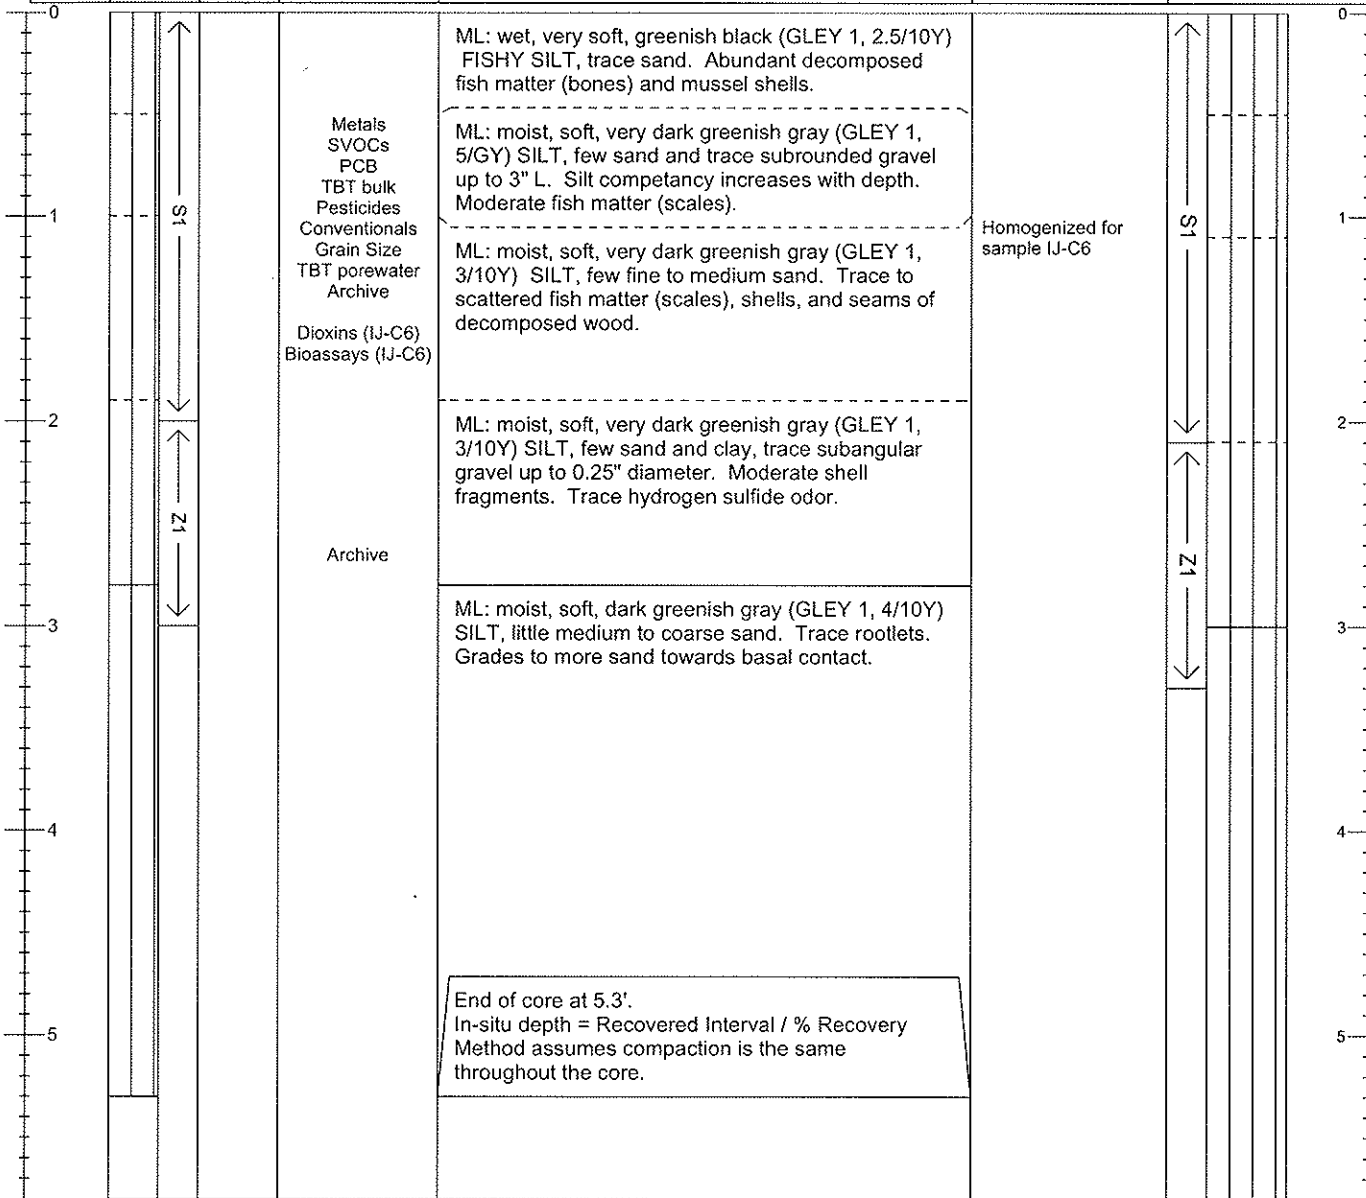 0
0
ML: wet, very soft, greenish black (GLEY 1, 2.5/10Y)
FISHY SILT, trace sand. Abundant decomposed
fish matter (bones) and mussel shells.
Metals
SVOCs
PCB
TBT bulk
Pesticides
Conventionals
Grain Size
TBT porewater
Archive
Dioxins (IJ-C6)
Bioassays (IJ-C6)
ML: moist, soft, very dark greenish gray (GLEY 1,
5/GY) SILT, few sand and trace subrounded gravel
up to 3" L. Silt competancy increases with depth.
Moderate fish matter (scales).
S1
1
S1
1
Homogenized for
sample IJ-C6
ML: moist, soft, very dark greenish gray (GLEY 1,
3/10Y) SILT, few fine to medium sand. Trace to
scattered fish matter (scales), shells, and seams of
decomposed wood.
2
2
ML: moist, soft, very dark greenish gray (GLEY 1,
3/10Y) SILT, few sand and clay, trace subangular
gravel up to 0.25" diameter. Moderate shell
fragments. Trace hydrogen sulfide odor.
Z1
Archive
Z1
ML: moist, soft, dark greenish gray (GLEY 1, 4/10Y)
SILT, little medium to coarse sand. Trace rootlets.
Grades to more sand towards basal contact.
3
3
4
4
End of core at 5.3'.
In-situ depth = Recovered Interval / % Recovery
Method assumes compaction is the same
throughout the core.
5
5